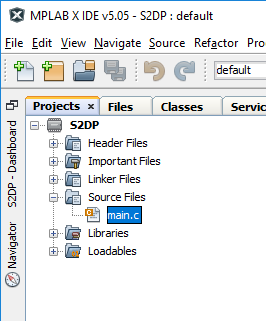 MPLAB X IDE v5.05 - S2DP : default
File Edit View Navigate Source Refactor
default
Projects × Files Classes
S2DP
Header Files
Important Files
Linker Files
Source Files
main.c
Libraries
Loadables
S2DP - Dashboard
Navigator